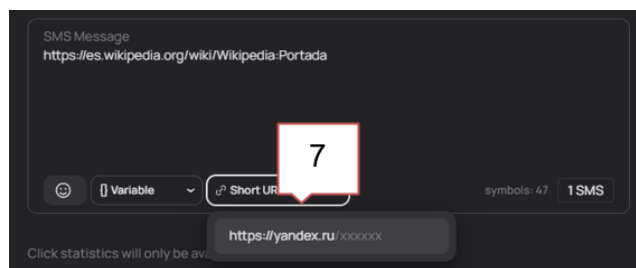 SMS Message
https://es.wikipedia.org/wiki/Wikipedia:Portada
7
{} Variable
Short UR
symbols: 47
1 SMS
https://yandex.ru/xxxxxx
Click statistics will only be